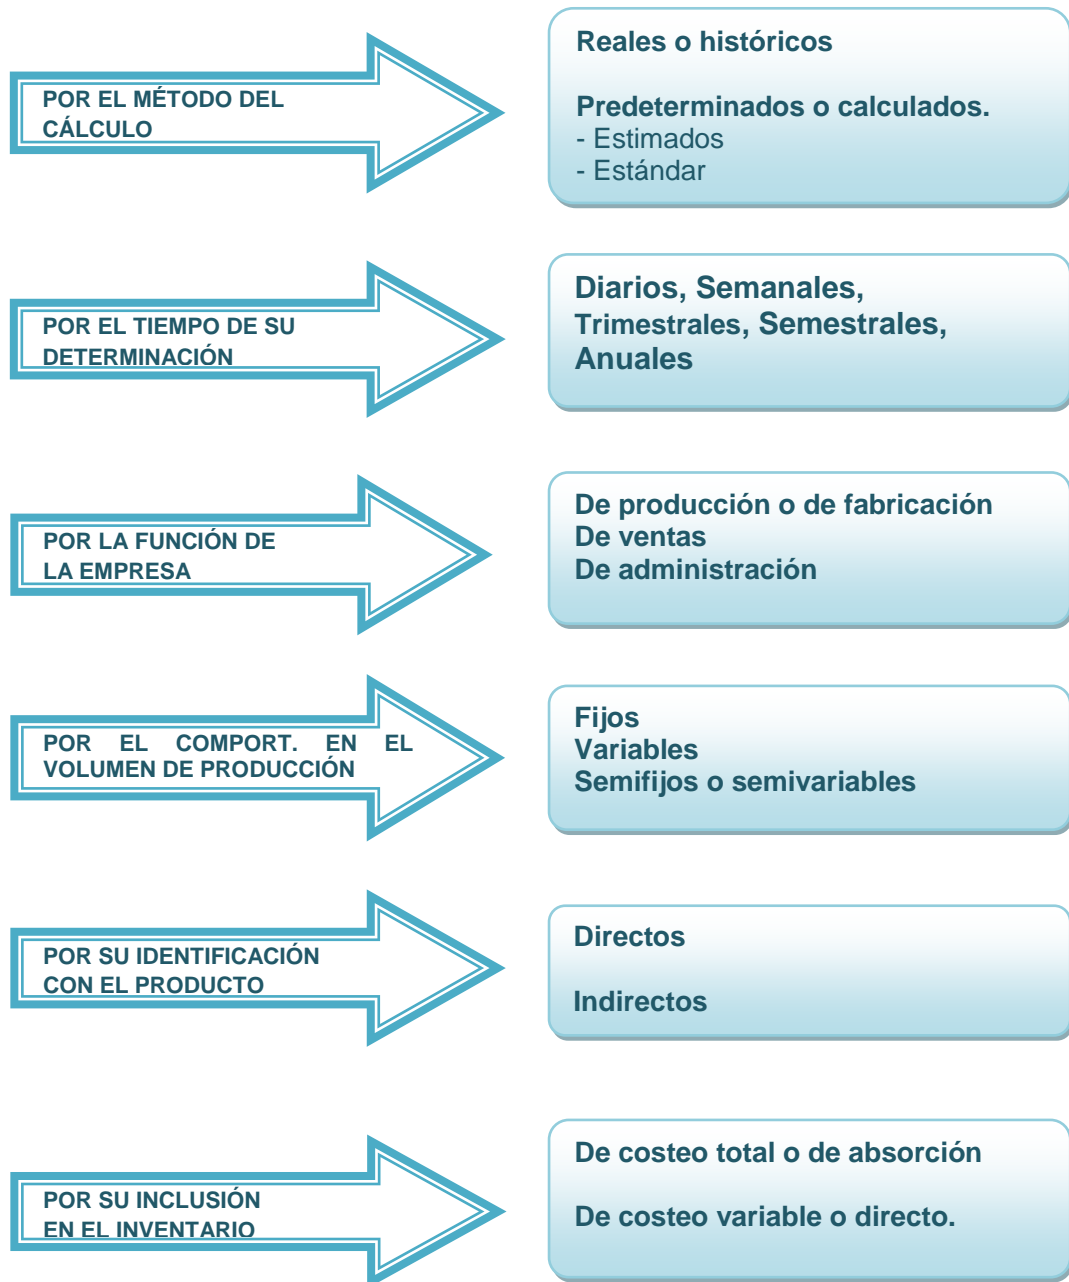 POR EL MÉTODO DEL
CÁLCULO
Reales o históricos
Predeterminados o calculados.
- Estimados
- Estándar
POR EL TIEMPO DE SU
DETERMINACIÓN
Diarios, Semanales,
Trimestrales, Semestrales,
Anuales
POR LA FUNCIÓN DE
LA EMPRESA
De producción o de fabricación
De ventas
De administración
POR EL COMPORT. EN EL
VOLUMEN DE PRODUCCIÓN
Fijos
Variables
Semifijos o semivariables
POR SU IDENTIFICACIÓN
CON EL PRODUCTO
Directos
Indirectos
POR SU INCLUSIÓN
EN EL INVENTARIO
De costeo total o de absorción
De costeo variable o directo.